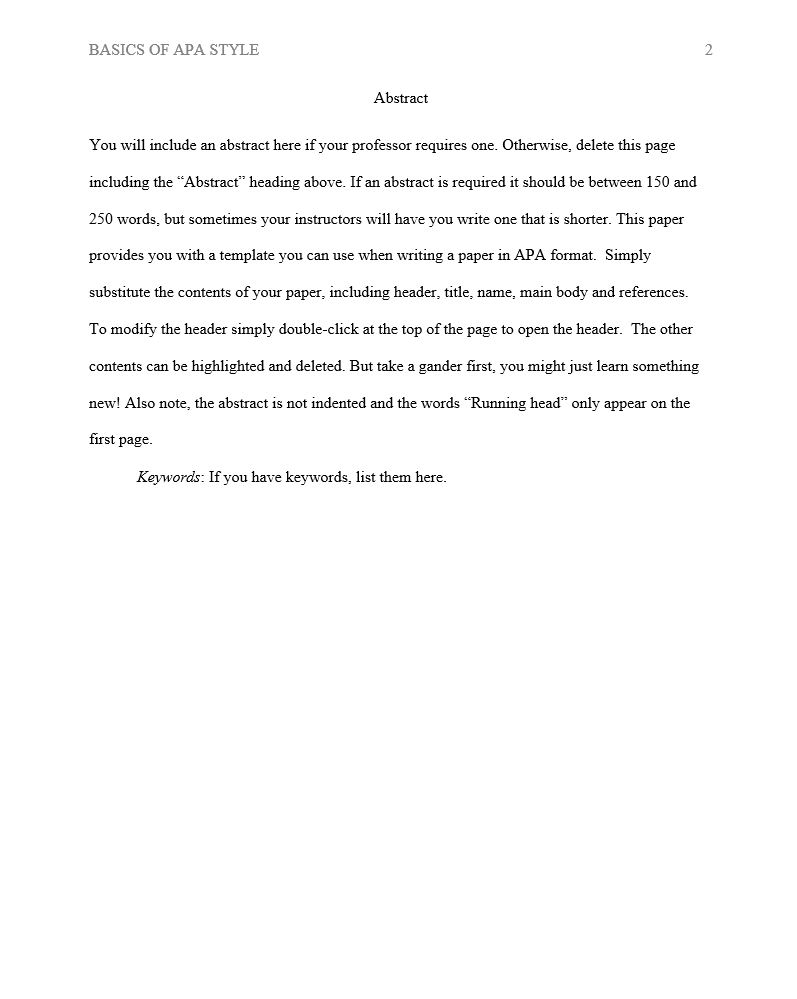 BASICS OF APA STYLE 2
Abstract
You will include an abstract here if your professor requires one. Otherwise, delete this page
including the “Abstract” heading above. If an abstract is required it should be between 150 and
250 words, but sometimes your instructors will have you write one that is shorter. This paper
provides you with a template you can use when writing a paper in APA format.  Simply
substitute the contents of your paper, including header, title, name, main body and references.
To modify the header simply double-click at the top of the page to open the header.  The other
contents can be highlighted and deleted. But take a gander first, you might just learn something
new! Also note, the abstract is not indented and the words “Running head” only appear on the
first page.
Keywords: If you have keywords, list them here.